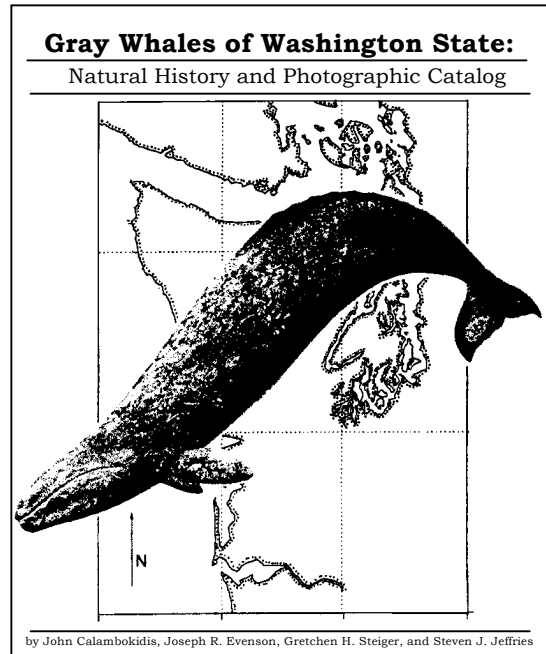 Gray Whales of Washington State:
Natural History and Photographic Catalog
N
by John Calambokidis, Joseph R. Evenson, Gretchen H. Steiger, and Steven J. Jeffries